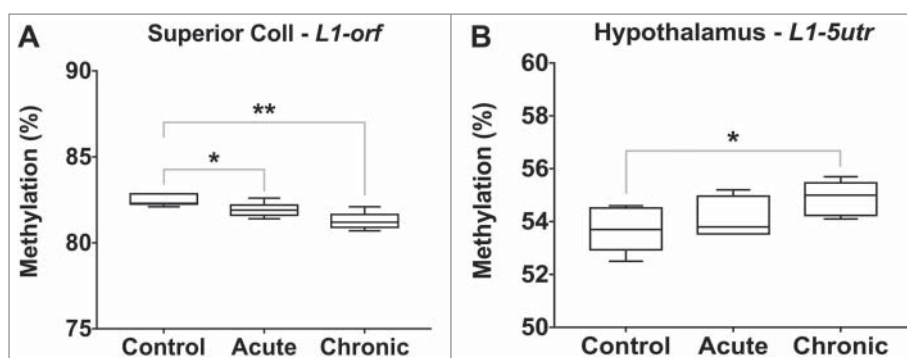 A
Superior Coll - L1-orf
Methylation (%)
90
85
80
75
**
*
Control Acute Chronic
B
Hypothalamus - L1-5utr
Methylation (%)
60
58
56
54
52
50
*
Control Acute Chronic